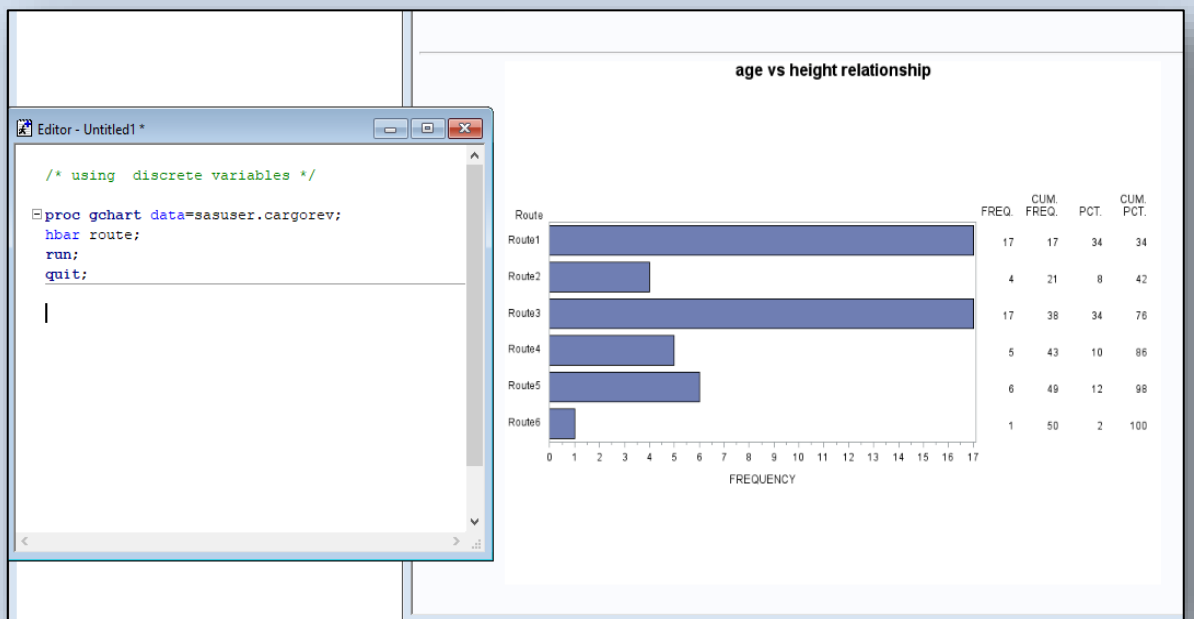 Editor - Untitled1 *
/* using  discrete variables */
proc gchart data=sasuser.cargorev;
hbar route;
run;
quit;
age vs height relationship
Route FREQ. CUM. FREQ. PCT. CUM. PCT.
Route1 17 17 34 34
Route2 4 21 8 42
Route3 17 38 34 76
Route4 5 43 10 86
Route5 6 49 12 98
Route6 1 50 2 100
0 1 2 3 4 5 6 7 8 9 10 11 12 13 14 15 16 17
FREQUENCY